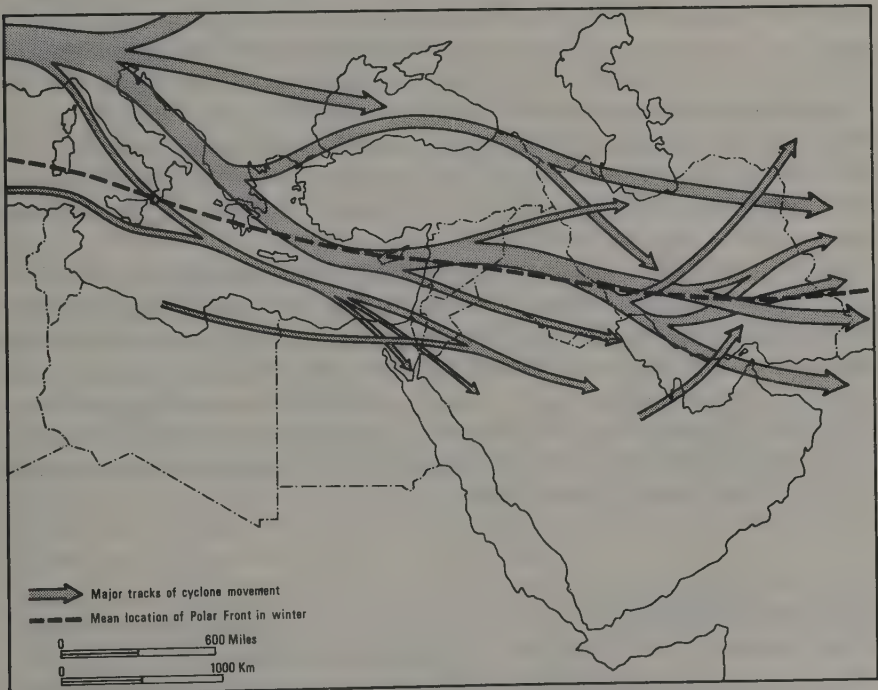 Major tracks of cyclone movement
Mean location of Polar Front in winter
0 600 Miles
0 1000 Km